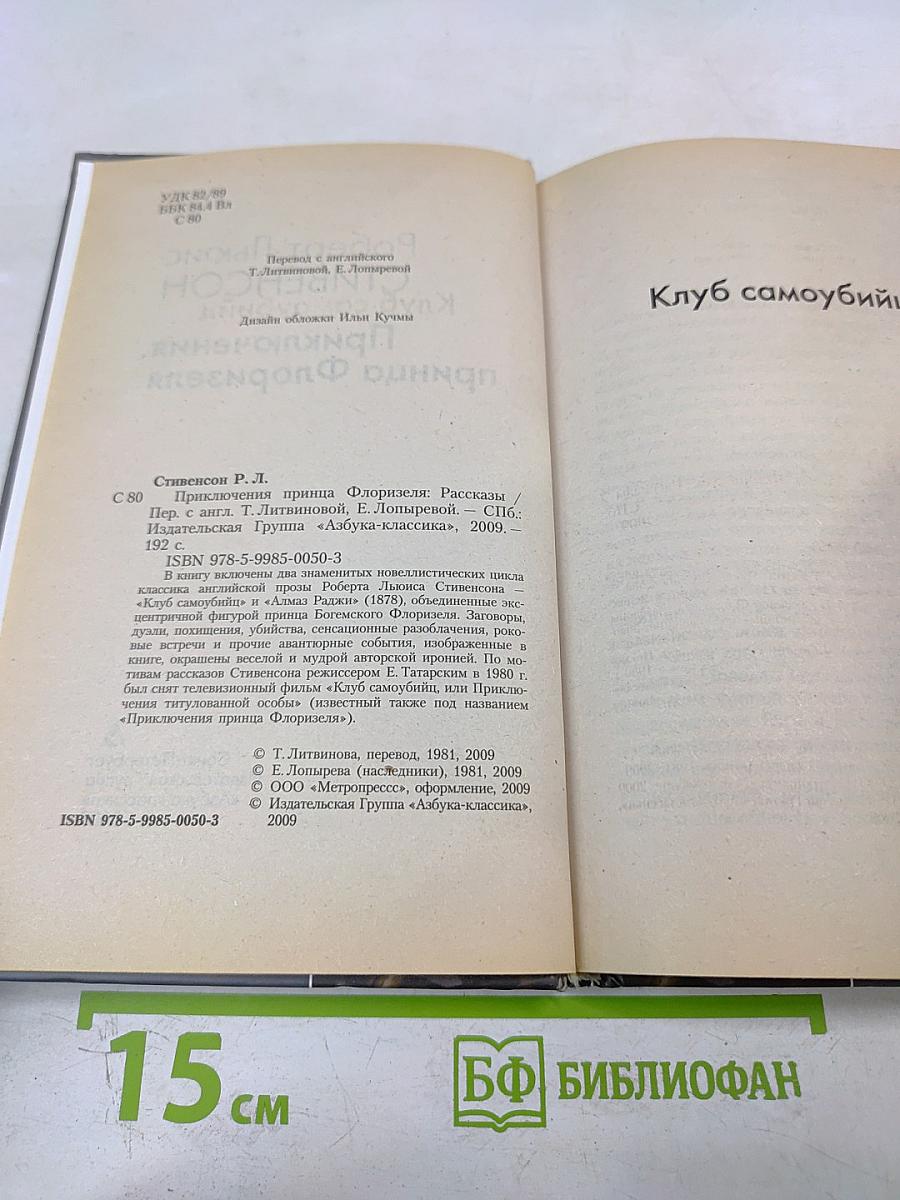 УДК 82/89
ББК 84.4 Вл
С 80
Перевод с английского
Т. Литвиновой, Е. Лопыревой
Дизайн обложки Ильи Кучмы
Стивенсон Р. Л.
С 80 Приключения принца Флоризеля: Рассказы /
Пер. с англ. Т. Литвиновой, Е. Лопыревой. — СПб.:
Издательская Группа «Азбука-классика», 2009. —
192 с.
ISBN 978-5-9985-0050-3
В книгу включены два знаменитых новеллистических цикла
классика английской прозы Роберта Льюиса Стивенсона —
«Клуб самоубийц» и «Алмаз Раджи» (1878), объединенные экс-
центричной фигурой принца Богемского Флоризеля. Заговоры,
дуэли, похищения, убийства, сенсационные разоблачения, роко-
вые встречи и прочие авантюрные события, изображенные в
книге, окрашены веселой и мудрой авторской иронией. По мо-
тивам рассказов Стивенсона режиссером Е. Татарским в 1980 г.
был снят телевизионный фильм «Клуб самоубийц, или Приклю-
чения титулованной особы» (известный также под названием
«Приключения принца Флоризеля»).
© Т. Литвинова, перевод, 1981, 2009
© Е. Лопырева (наследники), 1981, 2009
© ООО «Метропрессс», оформление, 2009
© Издательская Группа «Азбука-классика»,
2009
ISBN 978-5-9985-0050-3
Клуб самоубийц
15 см
БФ БИБЛИОФАН